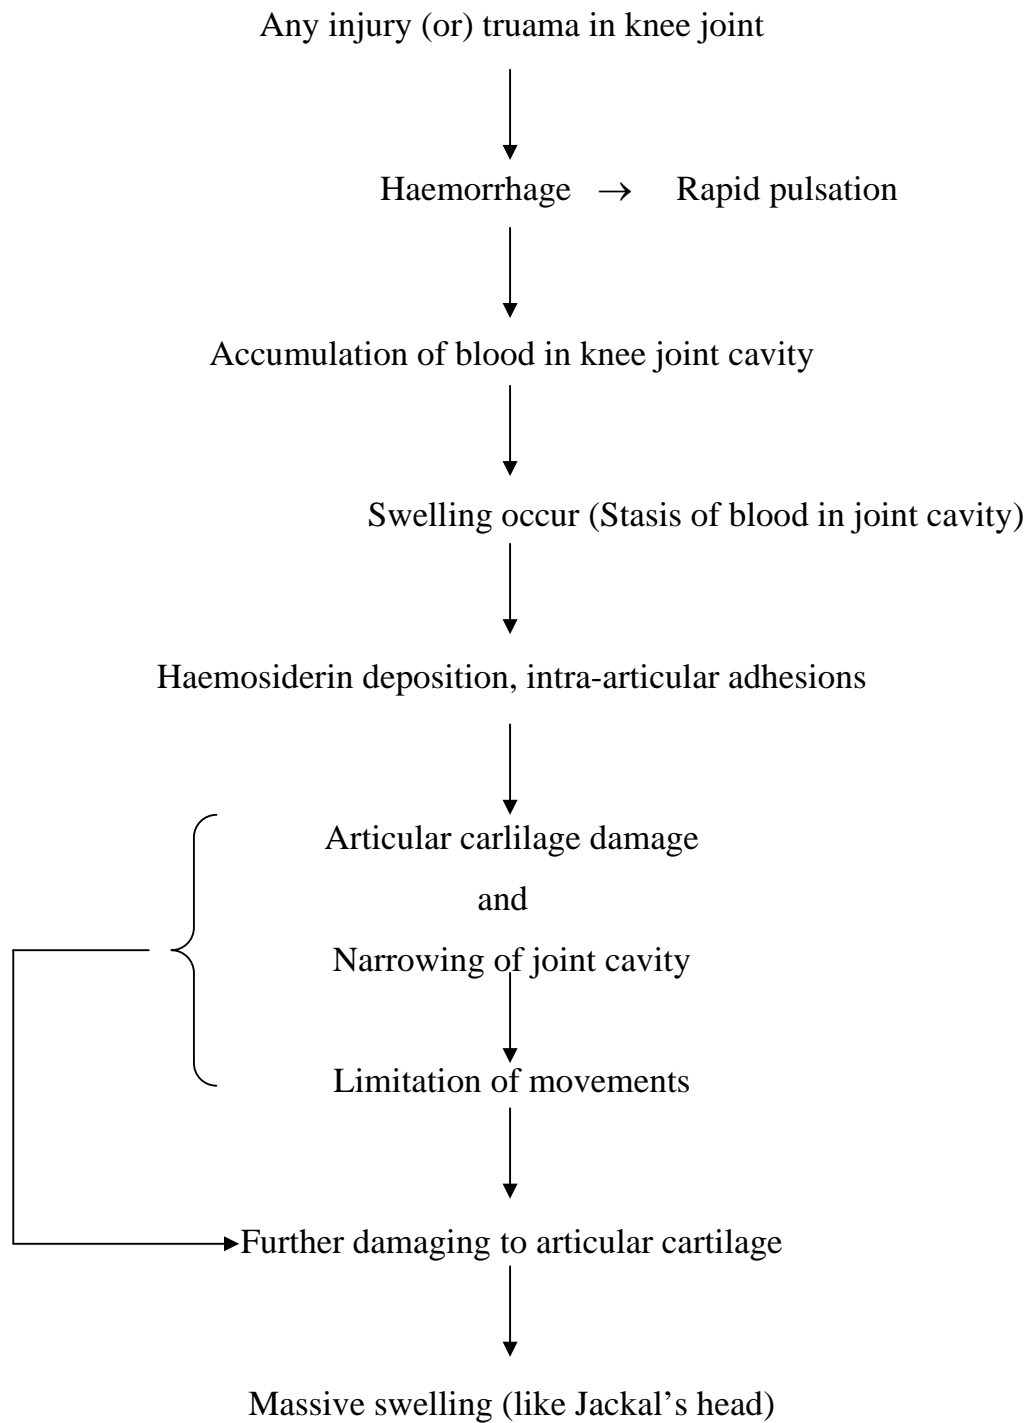 Any injury (or) truama in knee joint
Haemorrhage → Rapid pulsation
Accumulation of blood in knee joint cavity
Swelling occur (Stasis of blood in joint cavity)
Haemosiderin deposition, intra-articular adhesions
Articular carlilage damage
and
Narrowing of joint cavity
Limitation of movements
Further damaging to articular cartilage
Massive swelling (like Jackal’s head)